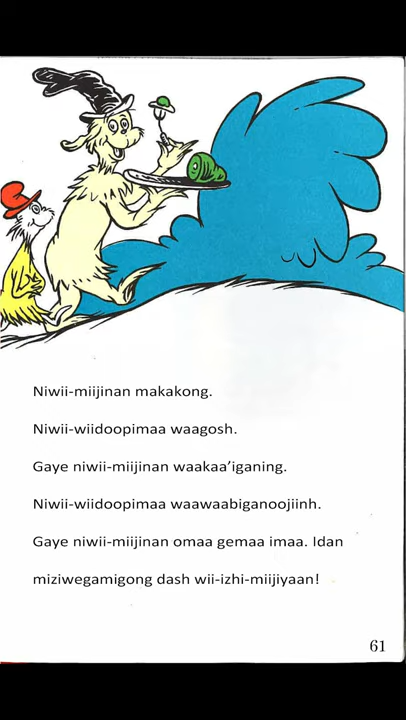 Niwii-miijinan makakong.
Niwii-wiidoopimaa waagosh.
Gaye niwii-miijinan waakaa’iganing.
Niwii-wiidoopimaa waawaabiganoojiinh.
Gaye niwii-miijinan omaa gemaa imaa. Idan
miziwegamigong dash wii-izhi-miijiyaan!
61